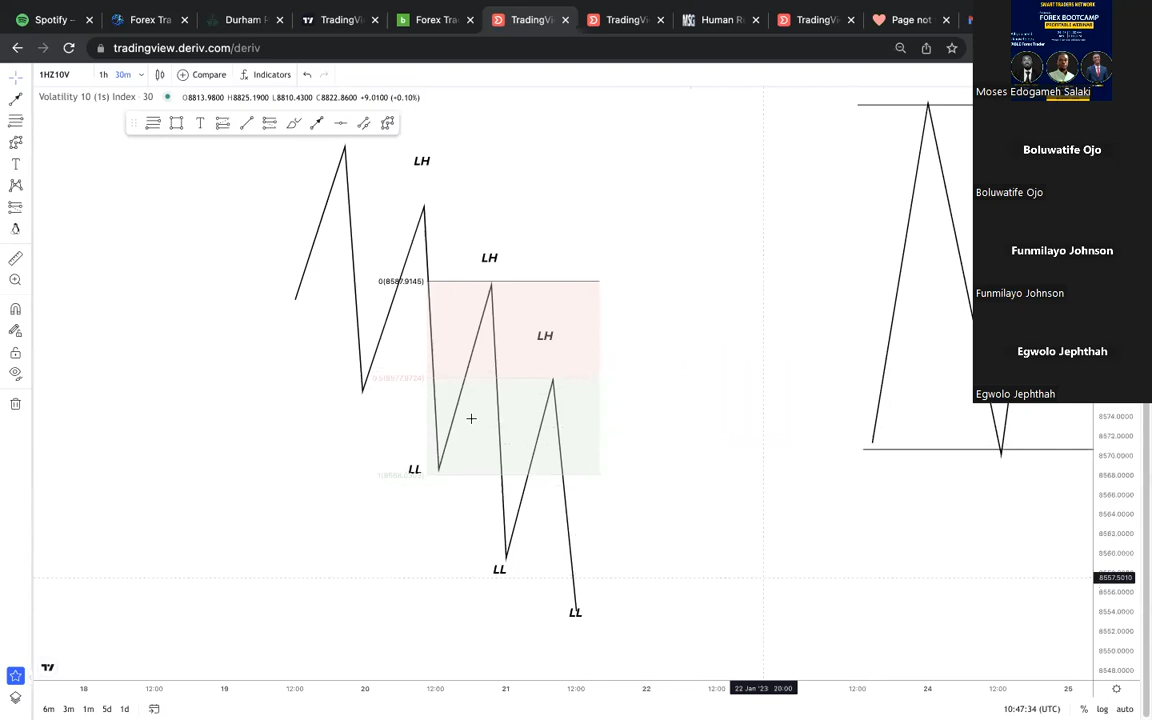 Spotify –
Forex Tra
Durham
TradingVi
Forex Tra
TradingVi
TradingVi
Human R
TradingVi
Page not
tradingview.deriv.com/deriv
1HZ10V
1h
30m
Compare
Indicators
Volatility 10 (1s) Index · 30
O8813.9800 H8825.1900 L8810.4300 C8822.8600 +9.0100 (+0.10%)
SMART TRADERS NETWORK
FOREX BOOTCAMP
Moses Edogameh Salaki
Boluwatife Ojo
Boluwatife Ojo
Funmilayo Johnson
Funmilayo Johnson
Egwolo Jephthah
Egwolo Jephthah
LH
LH
0(8587.9145)
LH
LL
LL
LL
8574.0000
8572.0000
8570.0000
8568.0000
8566.0000
8564.0000
8562.0000
8560.0000
8557.5010
8556.0000
8554.0000
8552.0000
8550.0000
8548.0000
18
12:00
19
12:00
20
12:00
21
12:00
22
12:00
22 Jan '23 20:00
12:00
24
12:00
25
6m
3m
1m
5d
1d
10:47:34 (UTC)
%
log
auto